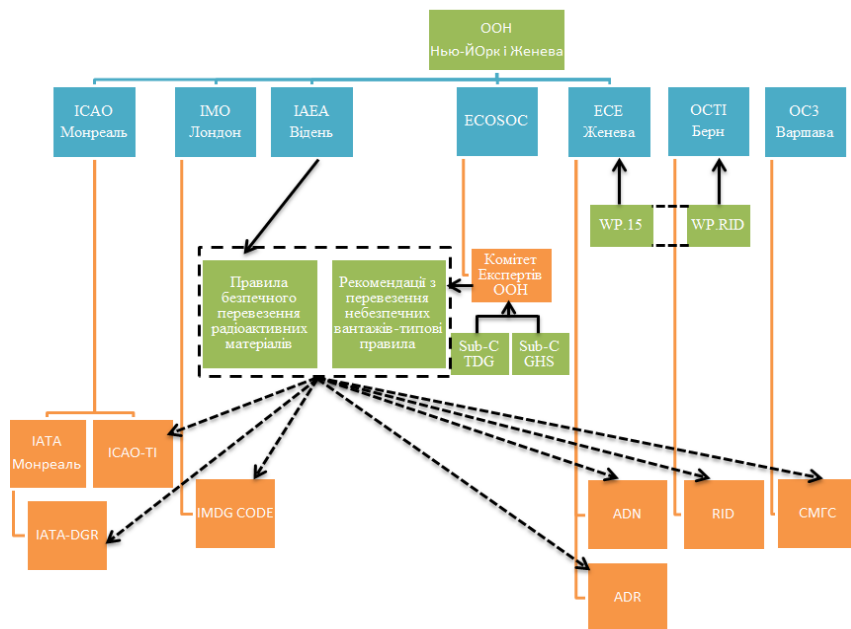 ООН
Нью-ЙОрк і Женева
ICAO
Монреаль
IMO
Лондон
IAEA
Відень
ECOSOC
ECE
Женева
ОСТІ
Берн
ОСЗ
Варшава
WP.15
WP.RID
Комітет
Експертів
ООН
Правила
безпечного
перевезення
радіоактивних
матеріалів
Рекомендації з
перевезення
небезпечних
вантажів-типові
правила
Sub-C
TDG
Sub-C
GHS
IATA
Монреаль
ICAO-TI
IATA-DGR
IMDG CODE
ADN
RID
СМГС
ADR